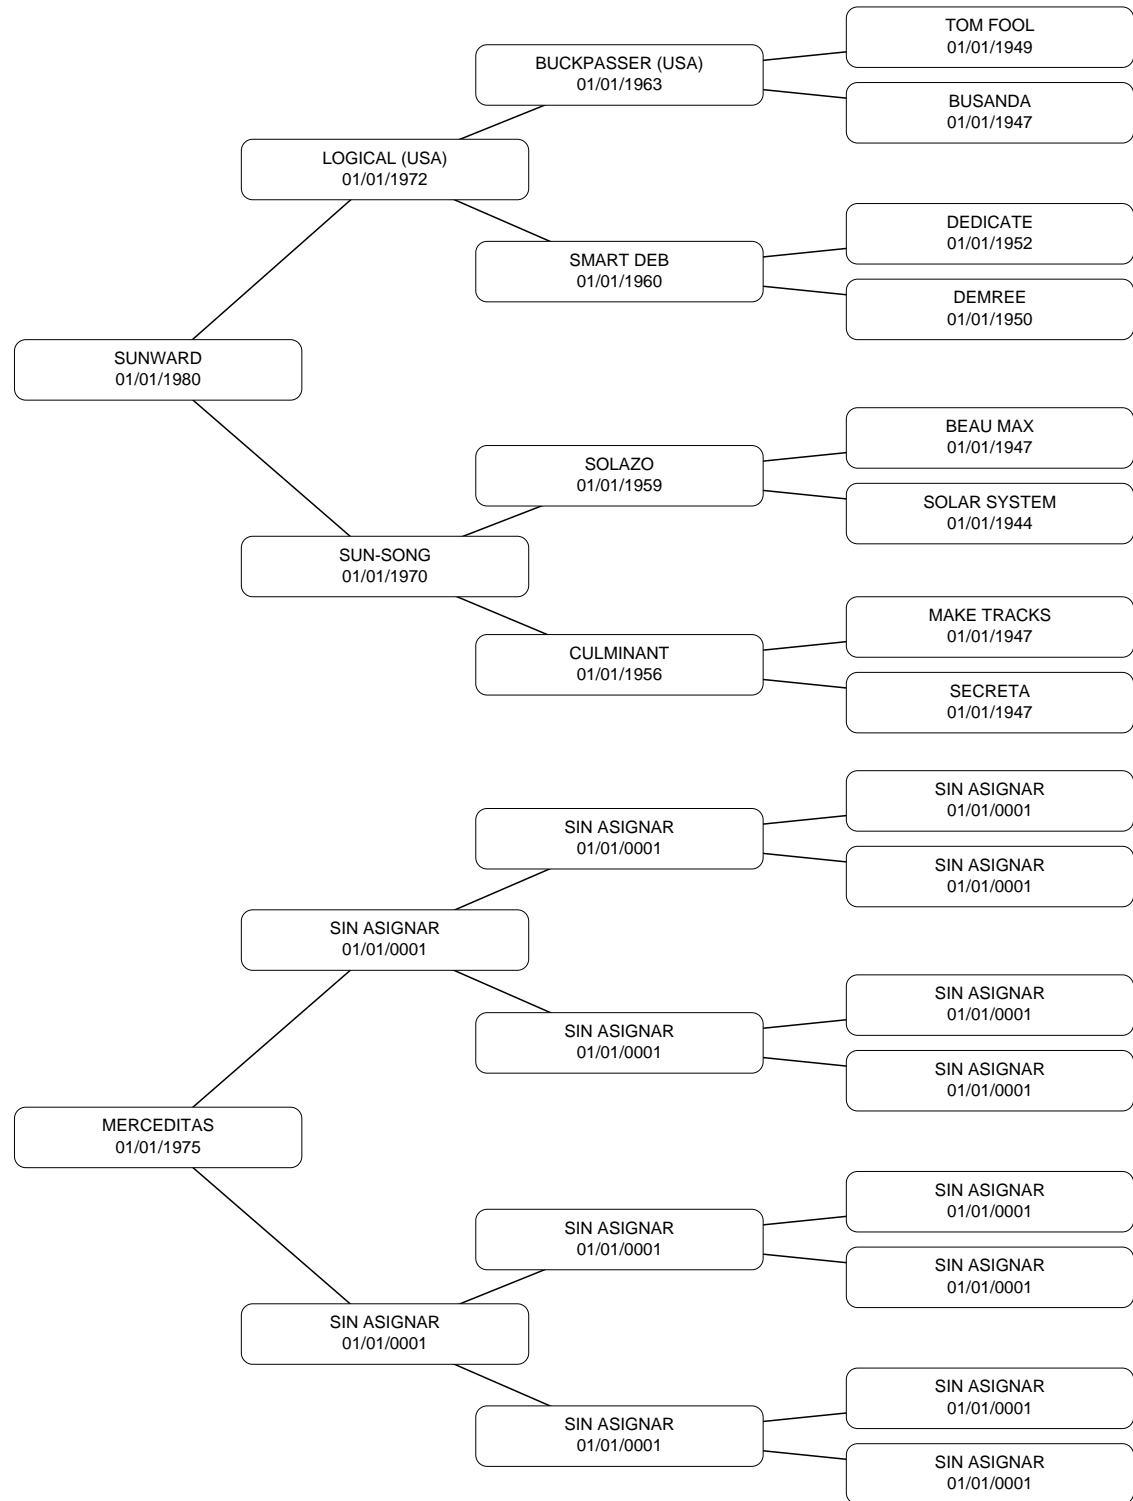 TOM FOOL
01/01/1949
BUCKPASSER (USA)
01/01/1963
BUSANDA
01/01/1947
LOGICAL (USA)
01/01/1972
DEDICATE
01/01/1952
SMART DEB
01/01/1960
DEMREE
01/01/1950
SUNWARD
01/01/1980
BEAU MAX
01/01/1947
SOLAZO
01/01/1959
SOLAR SYSTEM
01/01/1944
SUN-SONG
01/01/1970
MAKE TRACKS
01/01/1947
CULMINANT
01/01/1956
SECRETA
01/01/1947
SIN ASIGNAR
01/01/0001
SIN ASIGNAR
01/01/0001
SIN ASIGNAR
01/01/0001
SIN ASIGNAR
01/01/0001
SIN ASIGNAR
01/01/0001
SIN ASIGNAR
01/01/0001
SIN ASIGNAR
01/01/0001
MERCEDITAS
01/01/1975
SIN ASIGNAR
01/01/0001
SIN ASIGNAR
01/01/0001
SIN ASIGNAR
01/01/0001
SIN ASIGNAR
01/01/0001
SIN ASIGNAR
01/01/0001
SIN ASIGNAR
01/01/0001
SIN ASIGNAR
01/01/0001